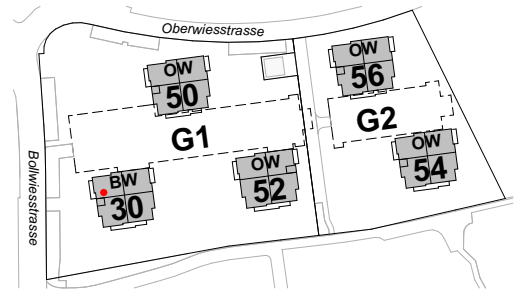 Oberwiesstrasse
OW
50
OW
56
G1
G2
BW
30
OW
52
OW
54
Bollwiesstrasse